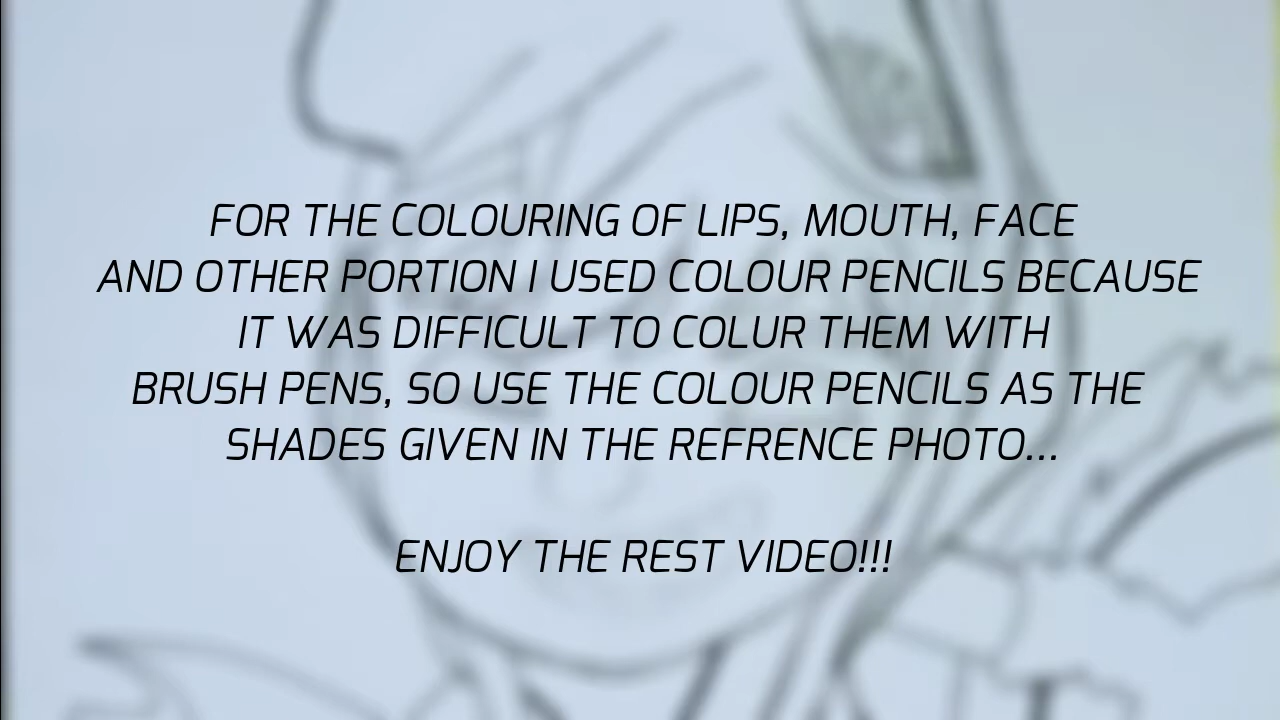 FOR THE COLOURING OF LIPS, MOUTH, FACE
AND OTHER PORTION I USED COLOUR PENCILS BECAUSE
IT WAS DIFFICULT TO COLUR THEM WITH
BRUSH PENS, SO USE THE COLOUR PENCILS AS THE
SHADES GIVEN IN THE REFRENCE PHOTO...
ENJOY THE REST VIDEO!!!